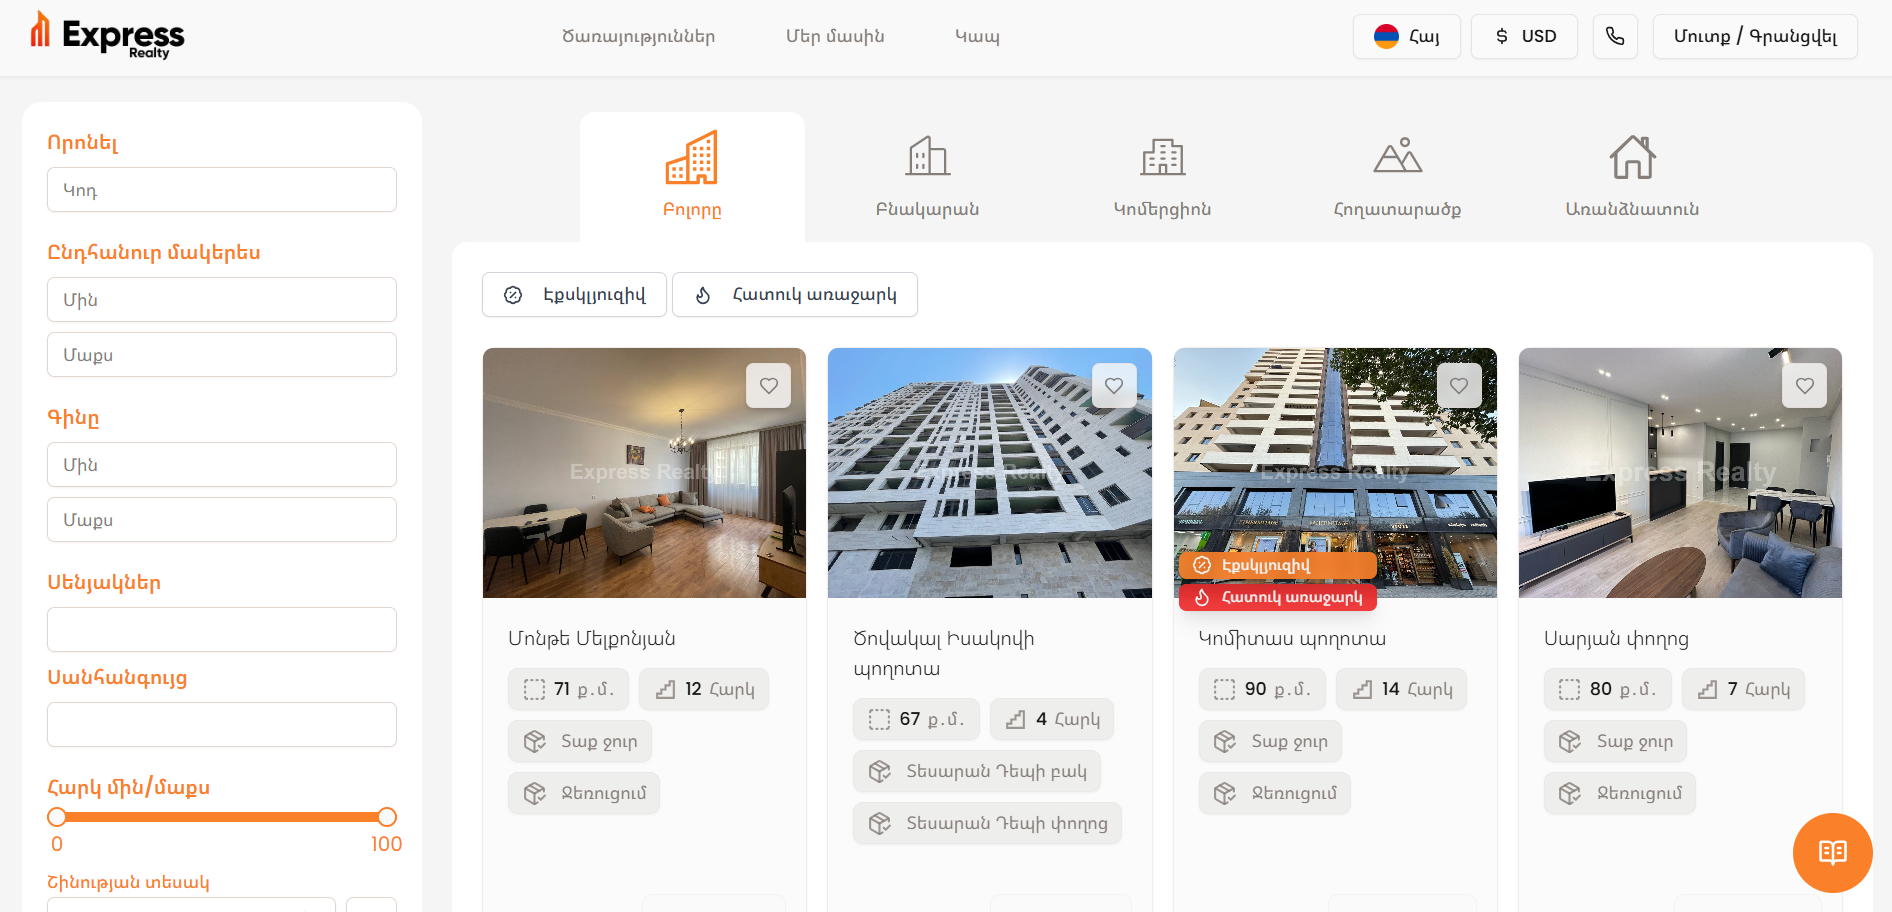 Express
Realty
Ծառայություններ
Մեր մասին
Կապ
Հայ
$ USD
Մուտք / Գրանցվել
Որոնել
Կոդ
Ընդհանուր մակերես
Մին
Մաքս
Գինը
Մին
Մաքս
Սենյակներ
Սանհանգույց
Հարկ մին/մաքս
0
100
Շինության տեսակ
Բոլորը
Բնակարան
Կոմերցիոն
Հողատարածք
Առանձնատուն
Էքսկլյուզիվ
Հատուկ առաջարկ
Express Realty
Մոնթե Մելքոնյան
71 ք.մ.
12 Հարկ
Տաք ջուր
Ջեռուցում
Express Realty
Ծովակալ Իսակովի
պողոտա
67 ք.մ.
4 Հարկ
Տեսարան Դեպի բակ
Տեսարան Դեպի փողոց
Express Realty
Էքսկլյուզիվ
Հատուկ առաջարկ
Կոմիտաս պողոտա
90 ք.մ.
14 Հարկ
Տաք ջուր
Ջեռուցում
Express Realty
Սարյան փողոց
80 ք.մ.
7 Հարկ
Տաք ջուր
Ջեռուցում